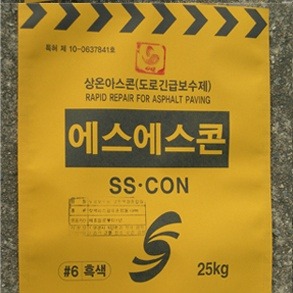 특허 제 10-0637841호
상온아스콘(도로긴급보수제)
RAPID REPAIR FOR ASPHALT PAVING
에스에스콘
SS·CON
#6 흑색
25kg